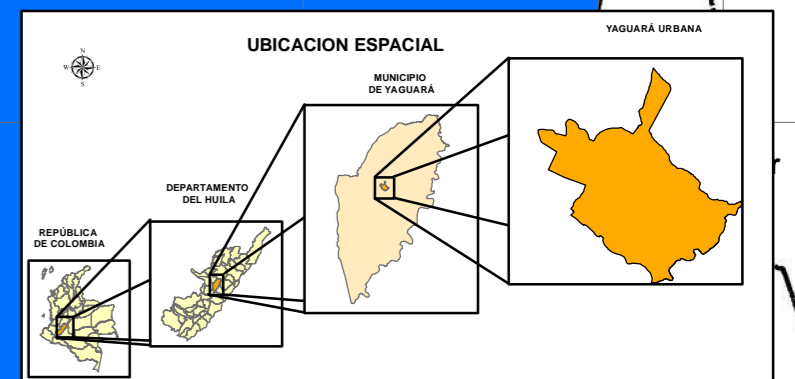 YAGUARÁ URBANA
UBICACION ESPACIAL
N
W
E
S
MUNICIPIO
DE YAGUARÁ
DEPARTAMENTO
DEL HUILA
REPÚBLICA
DE COLOMBIA